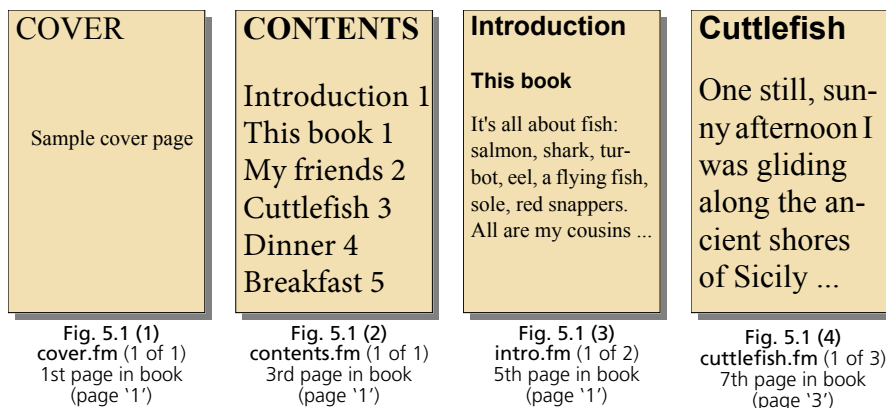 COVER
Sample cover page
Fig. 5.1 (1)
cover.fm (1 of 1)
1st page in book
(page ‘1’)
CONTENTS
Introduction 1
This book 1
My friends 2
Cuttlefish 3
Dinner 4
Breakfast 5
Fig. 5.1 (2)
contents.fm (1 of 1)
3rd page in book
(page ‘1’)
Introduction
This book
It's all about fish:
salmon, shark, tur-
bot, eel, a flying fish,
sole, red snappers.
All are my cousins ...
Fig. 5.1 (3)
intro.fm (1 of 2)
5th page in book
(page ‘1’)
Cuttlefish
One still, sun-
ny afternoon I
was gliding
along the an-
cient shores
of Sicily ...
Fig. 5.1 (4)
cuttlefish.fm (1 of 3)
7th page in book
(page ‘3’)